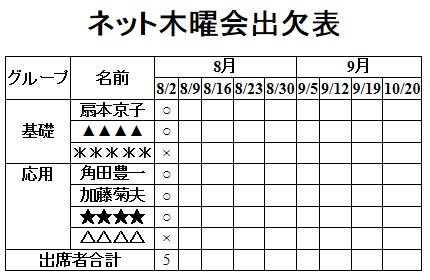 ネット木曜会出欠表
グループ 名前 8月 9月
8/2 8/9 8/16 8/23 8/30 9/5 9/12 9/19 10/20
基礎 扇本京子 ○
▲▲▲▲ ○
＊＊＊＊＊ ×
応用 角田豊一 ○
加藤菊夫 ○
★★★★ ○
△△△△ ×
出席者合計 5